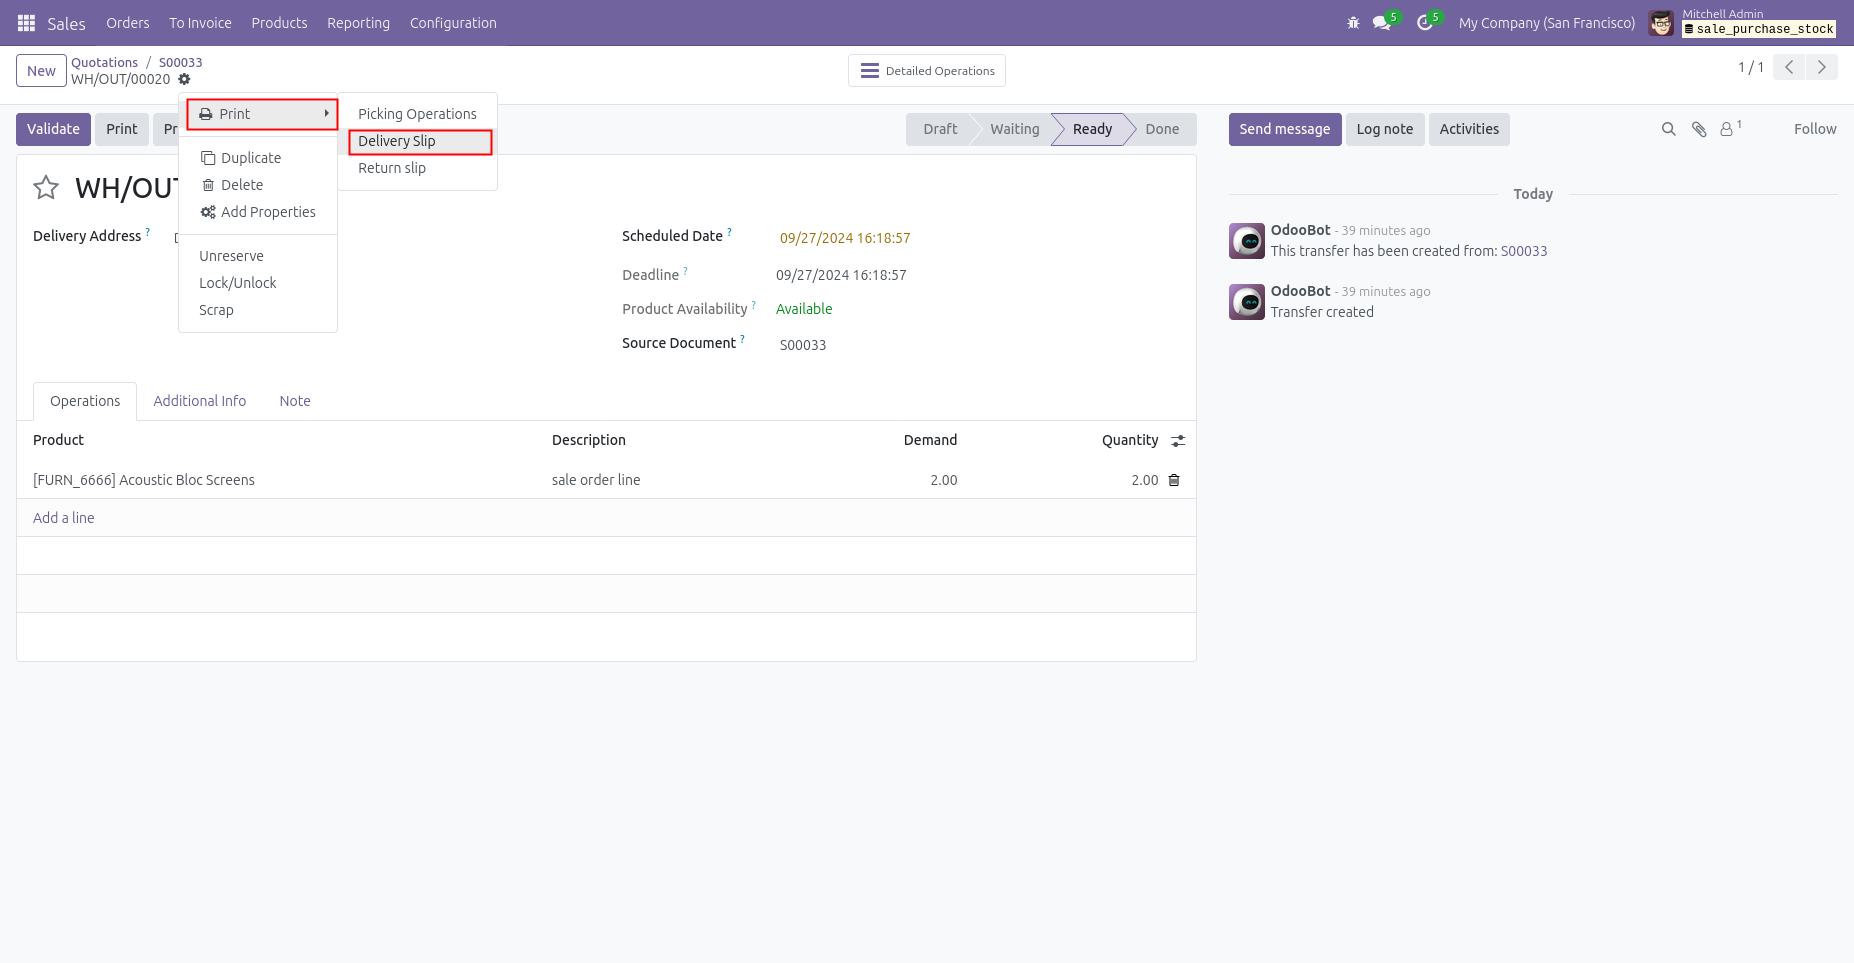 Sales Orders To Invoice Products Reporting Configuration 5 5 My Company (San Francisco) Mitchell Admin
sale_purchase_stock
New Quotations / S00033
WH/OUT/00020
Detailed Operations
1 / 1
Validate Print Pr
Print
Duplicate
Delete
Add Properties
Unreserve
Lock/Unlock
Scrap
Picking Operations
Delivery Slip
Return slip
Draft Waiting Ready Done
Send message Log note Activities 1 Follow
WH/OUT
Delivery Address ?
Scheduled Date ? 09/27/2024 16:18:57
Deadline ? 09/27/2024 16:18:57
Product Availability ? Available
Source Document ? S00033
Today
OdooBot - 39 minutes ago
This transfer has been created from: S00033
OdooBot - 39 minutes ago
Transfer created
Operations Additional Info Note
Product Description Demand Quantity
[FURN_6666] Acoustic Bloc Screens sale order line 2.00 2.00
Add a line